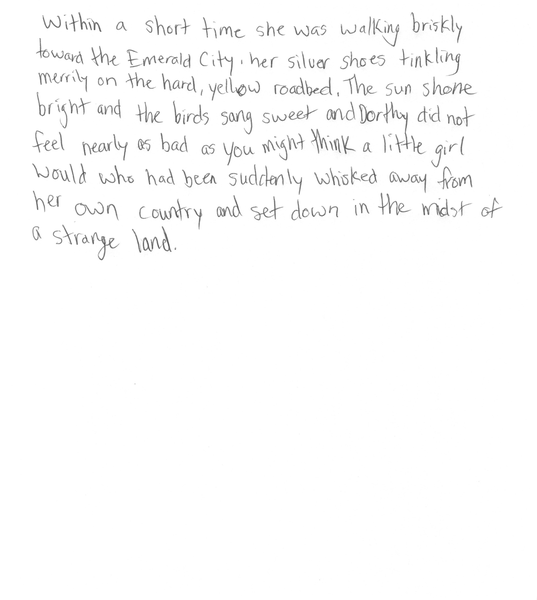 Within a short time she was walking briskly
toward the Emerald City, her silver shoes tinkling
merrily on the hard, yellow roadbed. The sun shone
bright and the birds sang sweet and Dorthy did not
feel nearly as bad as you might think a little girl
would who had been suddenly whisked away from
her own country and set down in the midst of
a strange land.